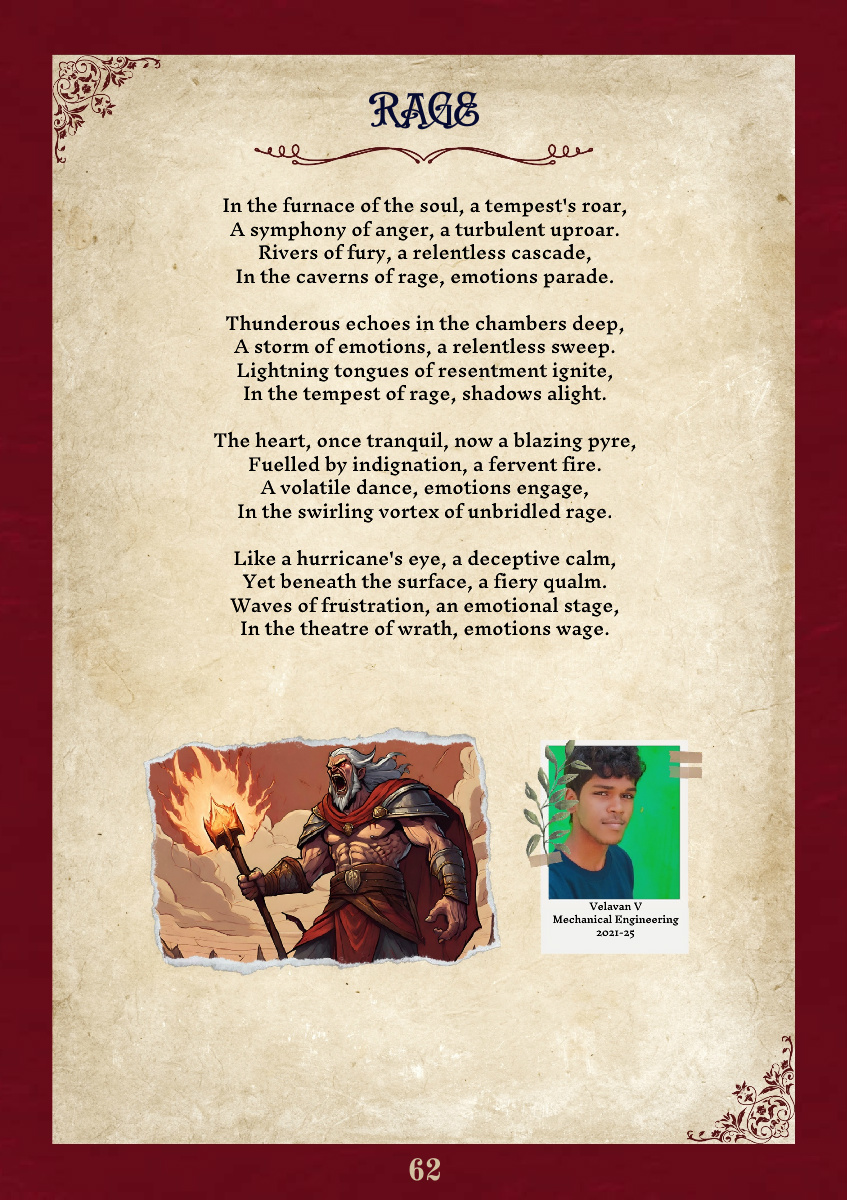 RAGE
In the furnace of the soul, a tempest's roar,
A symphony of anger, a turbulent uproar.
Rivers of fury, a relentless cascade,
In the caverns of rage, emotions parade.
Thunderous echoes in the chambers deep,
A storm of emotions, a relentless sweep.
Lightning tongues of resentment ignite,
In the tempest of rage, shadows alight.
The heart, once tranquil, now a blazing pyre,
Fuelled by indignation, a fervent fire.
A volatile dance, emotions engage,
In the swirling vortex of unbridled rage.
Like a hurricane's eye, a deceptive calm,
Yet beneath the surface, a fiery qualm.
Waves of frustration, an emotional stage,
In the theatre of wrath, emotions wage.
Velavan V
Mechanical Engineering
2021-25
62